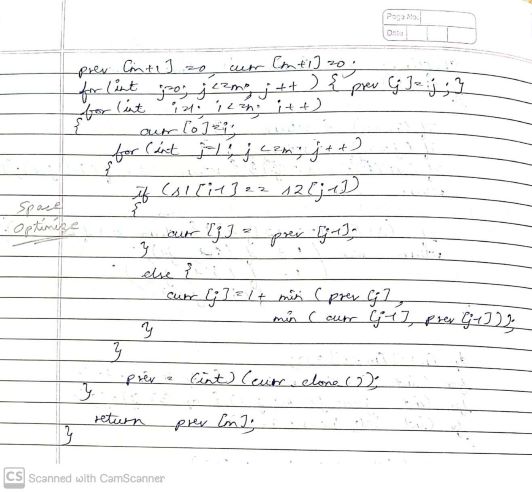 Page No.
Date
prev [m+1] = 0, curr [m+1] = 0;
for (int j=0; j<=m; j++) { prev [j] = j; }
for (int i=1; i<=n; i++)
{
curr [0] = i;
for (int j=1; j<=m; j++)
{
if (s1[i-1] == s2[j-1])
{
Space
Optimize
curr [j] = prev [j-1];
}
else {
curr [j] = 1 + min (prev [j],
min (curr [j-1], prev [j-1]));
}
}
prev = (int) (curr.clone());
}
return prev [m];
}
CS Scanned with CamScanner